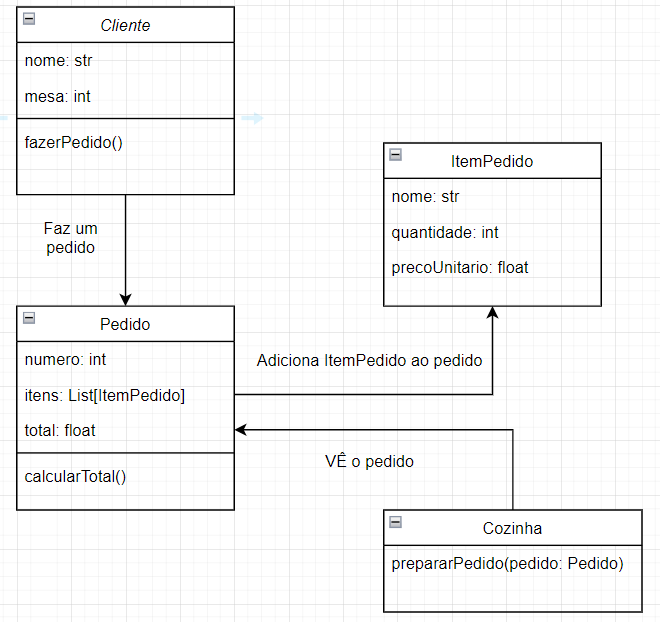 Cliente
nome: str
mesa: int
fazerPedido()
Faz um
pedido
ItemPedido
nome: str
quantidade: int
precoUnitario: float
Pedido
numero: int
itens: List[ItemPedido]
total: float
calcularTotal()
Adiciona ItemPedido ao pedido
VÊ o pedido
Cozinha
prepararPedido(pedido: Pedido)